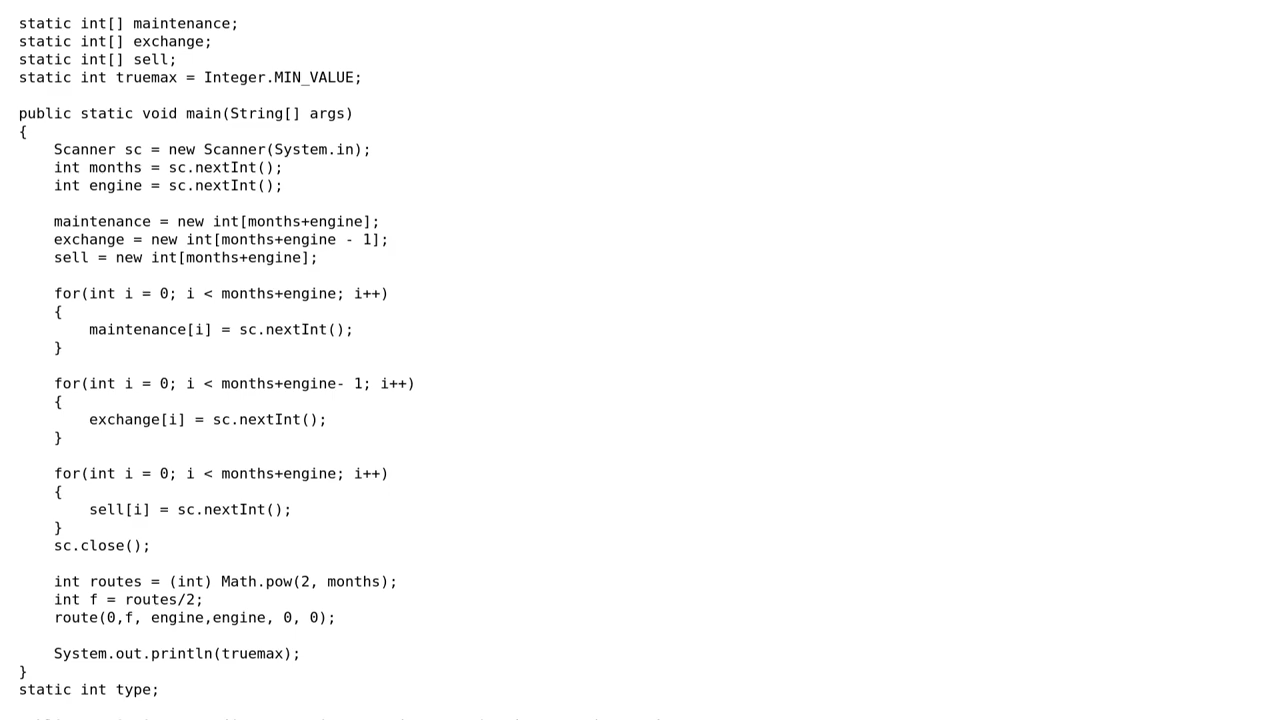 static int[] maintenance;
static int[] exchange;
static int[] sell;
static int truemax = Integer.MIN_VALUE;

public static void main(String[] args)
{
    Scanner sc = new Scanner(System.in);
    int months = sc.nextInt();
    int engine = sc.nextInt();

    maintenance = new int[months+engine];
    exchange = new int[months+engine - 1];
    sell = new int[months+engine];

    for(int i = 0; i < months+engine; i++)
    {
        maintenance[i] = sc.nextInt();
    }

    for(int i = 0; i < months+engine- 1; i++)
    {
        exchange[i] = sc.nextInt();
    }

    for(int i = 0; i < months+engine; i++)
    {
        sell[i] = sc.nextInt();
    }
    sc.close();

    int routes = (int) Math.pow(2, months);
    int f = routes/2;
    route(0,f, engine,engine, 0, 0);

    System.out.println(truemax);
}
static int type;